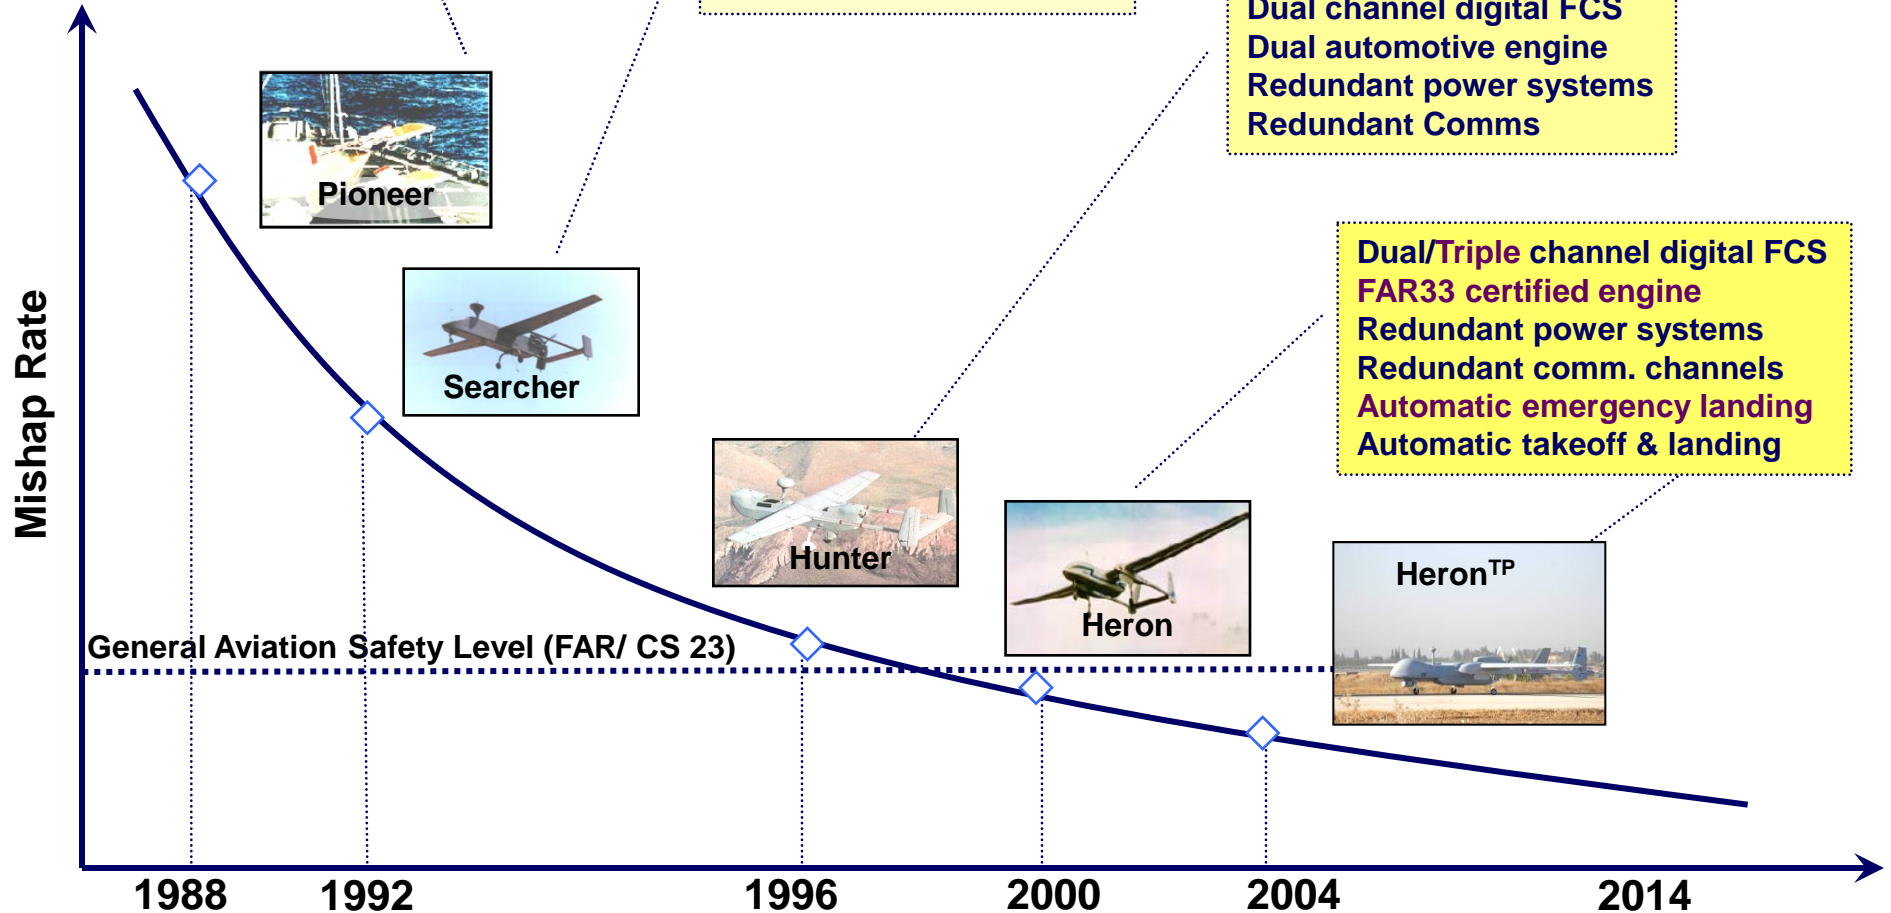 Dual channel digital FCS
Dual automotive engine
Redundant power systems
Redundant Comms
Pioneer
Dual/Triple channel digital FCS
FAR33 certified engine
Redundant power systems
Redundant comm. channels
Automatic emergency landing
Automatic takeoff & landing
Searcher
Mishap Rate
Hunter
Heron
HeronTP
General Aviation Safety Level (FAR/ CS 23)
1988
1992
1996
2000
2004
2014